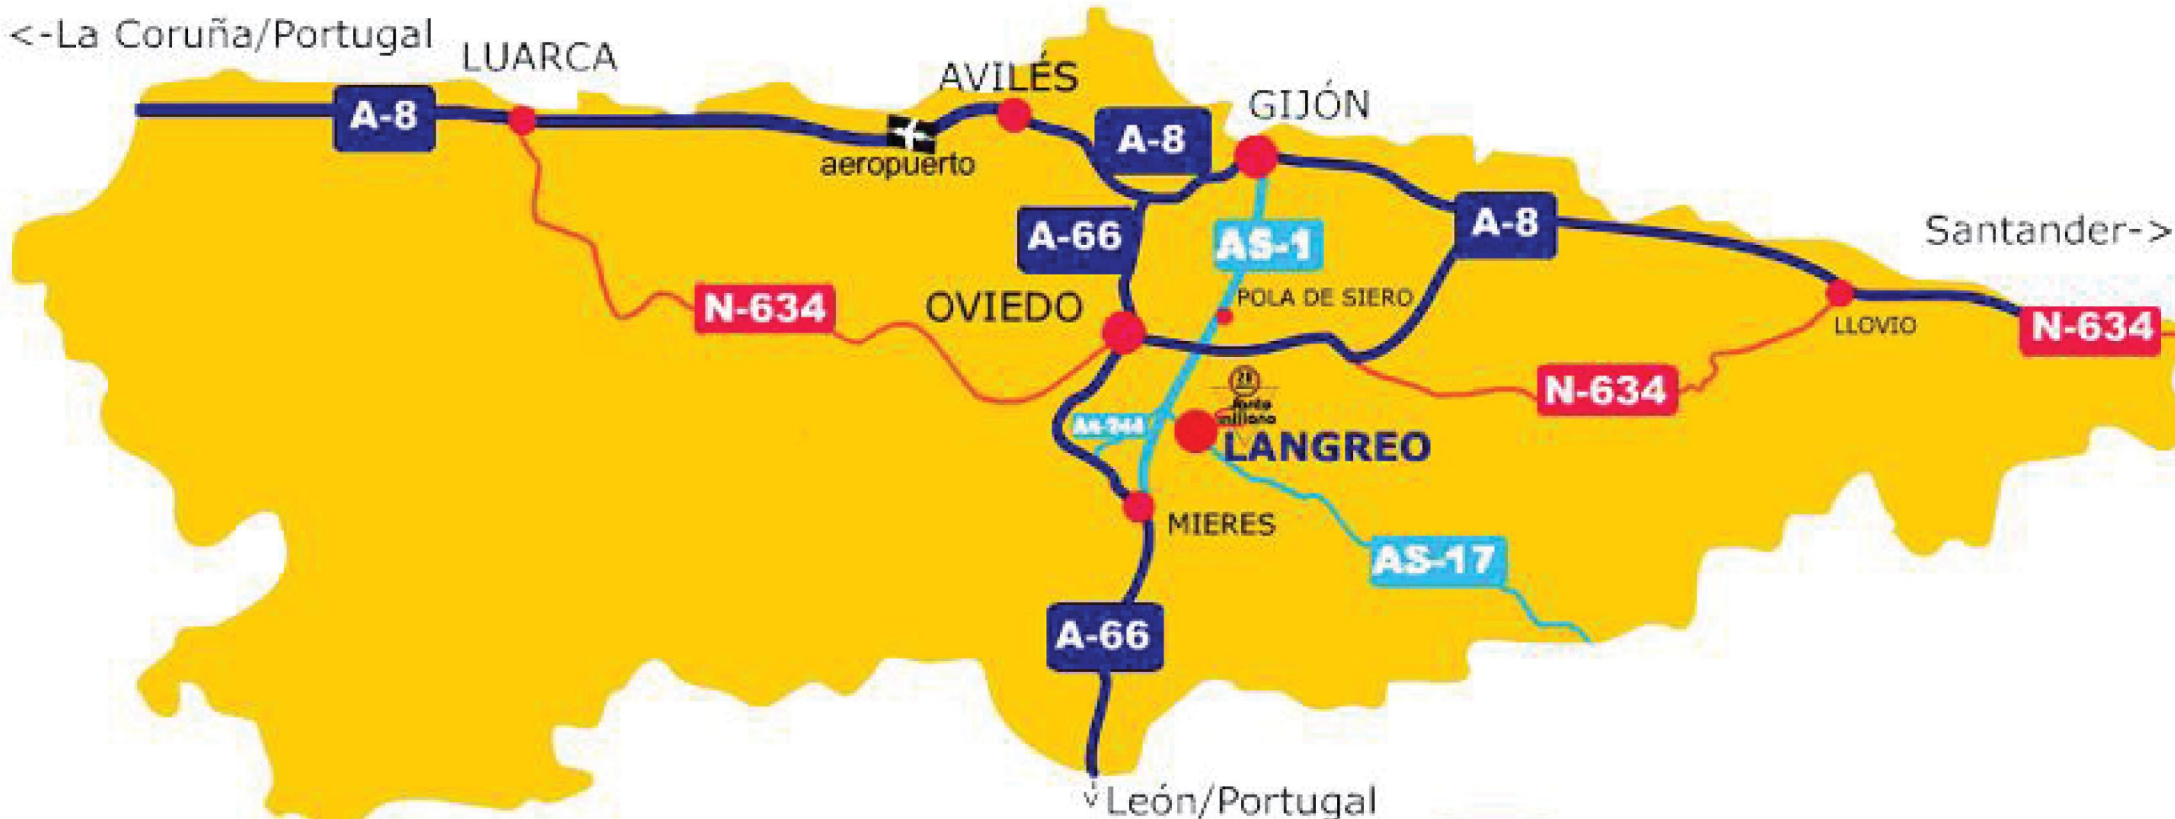 <-La Coruña/Portugal
LUARCA
AVILÉS
GIJÓN
A-8
A-8
aeropuerto
A-66
AS-1
A-8
Santander->
N-634
OVIEDO
POLA DE SIERO
LLOVIO
N-634
N-634
28
LANGREO
MIERES
AS-17
A-66
León/Portugal